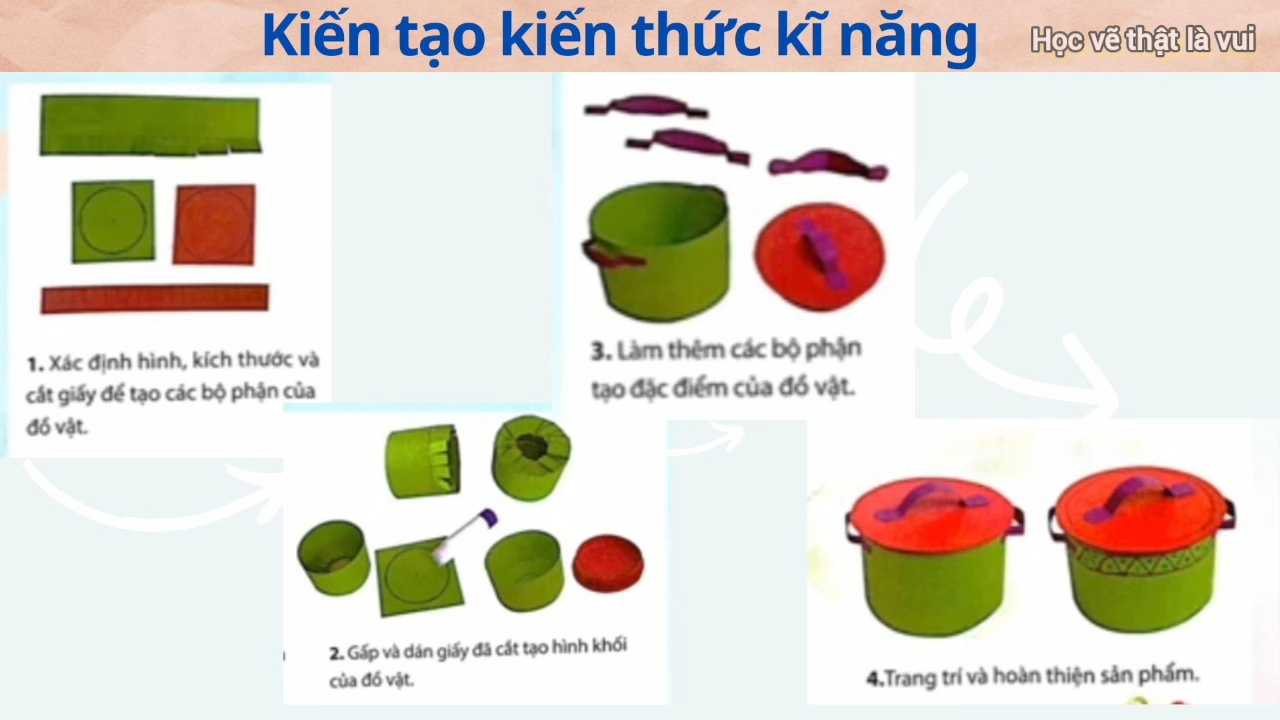 Kiến tạo kiến thức kĩ năng
Học vẽ thật là vui
1. Xác định hình, kích thước và
cắt giấy để tạo các bộ phận của
đồ vật.
2. Gấp và dán giấy đã cắt tạo hình khối
của đồ vật.
3. Làm thêm các bộ phận
tạo đặc điểm của đồ vật.
4.Trang trí và hoàn thiện sản phẩm.